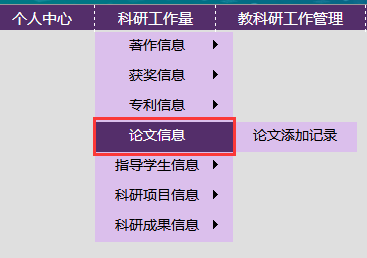 个人中心 科研工作量 教科研工作管理
著作信息
获奖信息
专利信息
论文信息 论文添加记录
指导学生信息
科研项目信息
科研成果信息